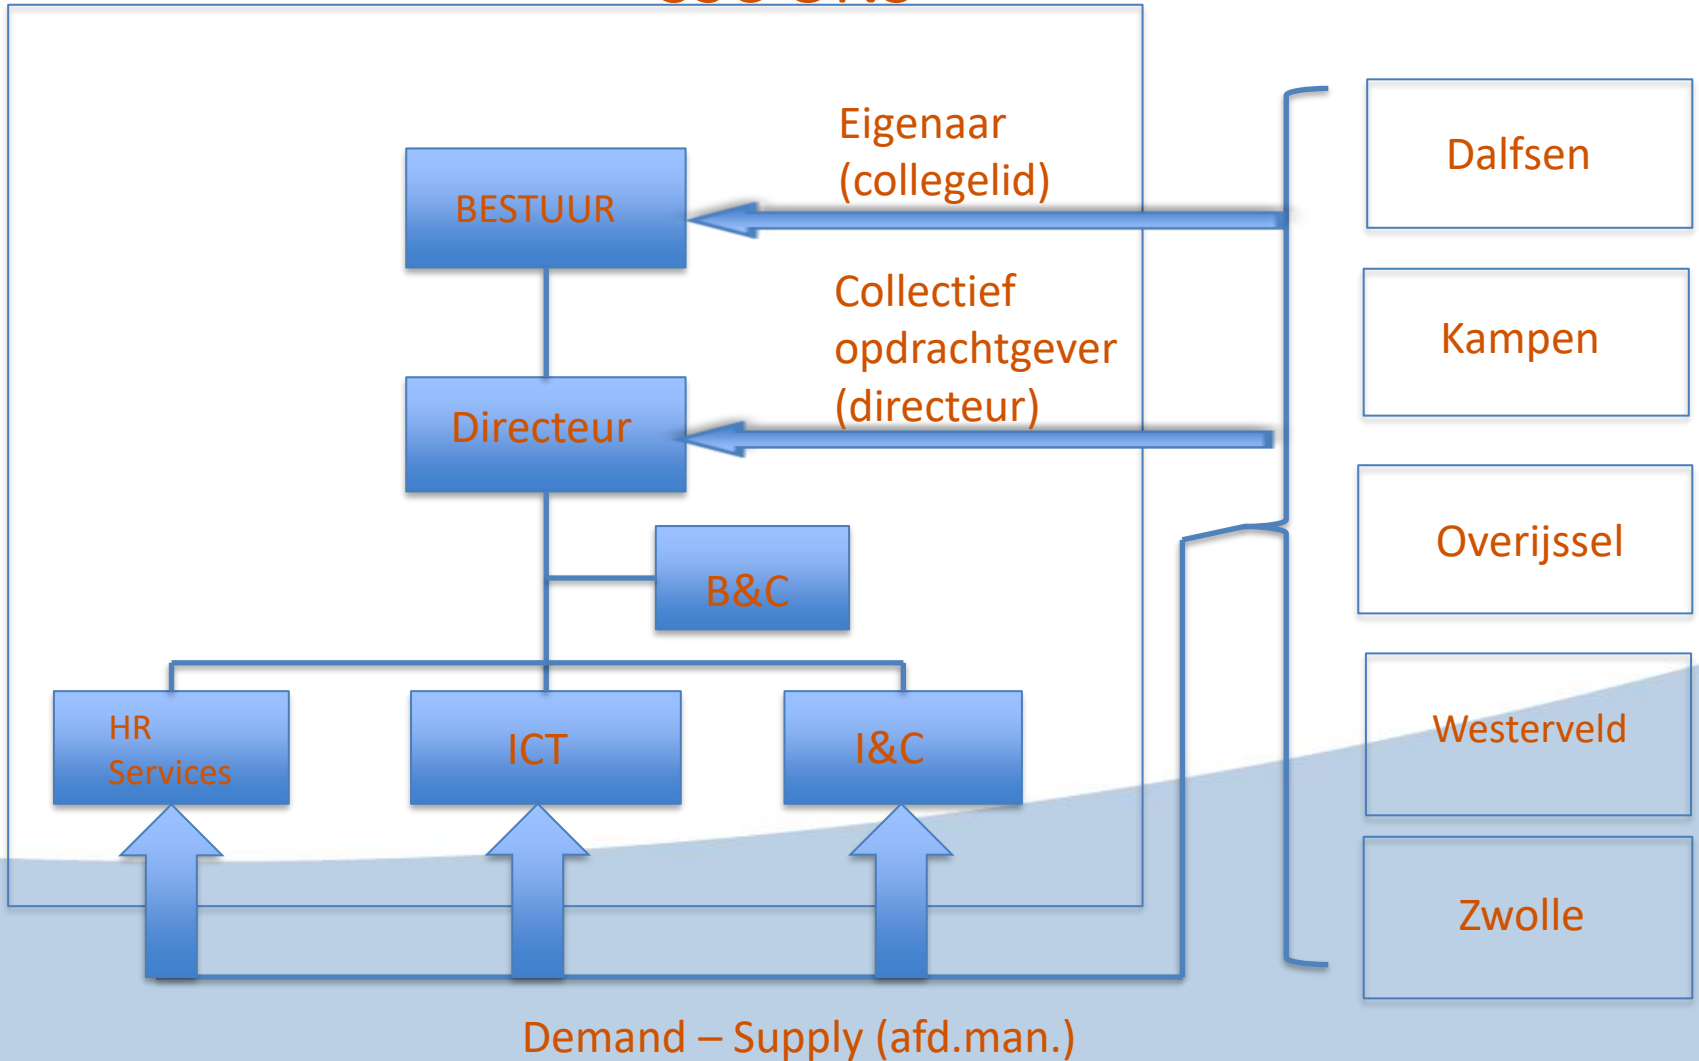 Eigenaar
(collegelid)
BESTUUR
Collectief
opdrachtgever
(directeur)
Directeur
B&C
HR
Services
ICT
I&C
Dalfsen
Kampen
Overijssel
Westerveld
Zwolle
Demand – Supply (afd.man.)